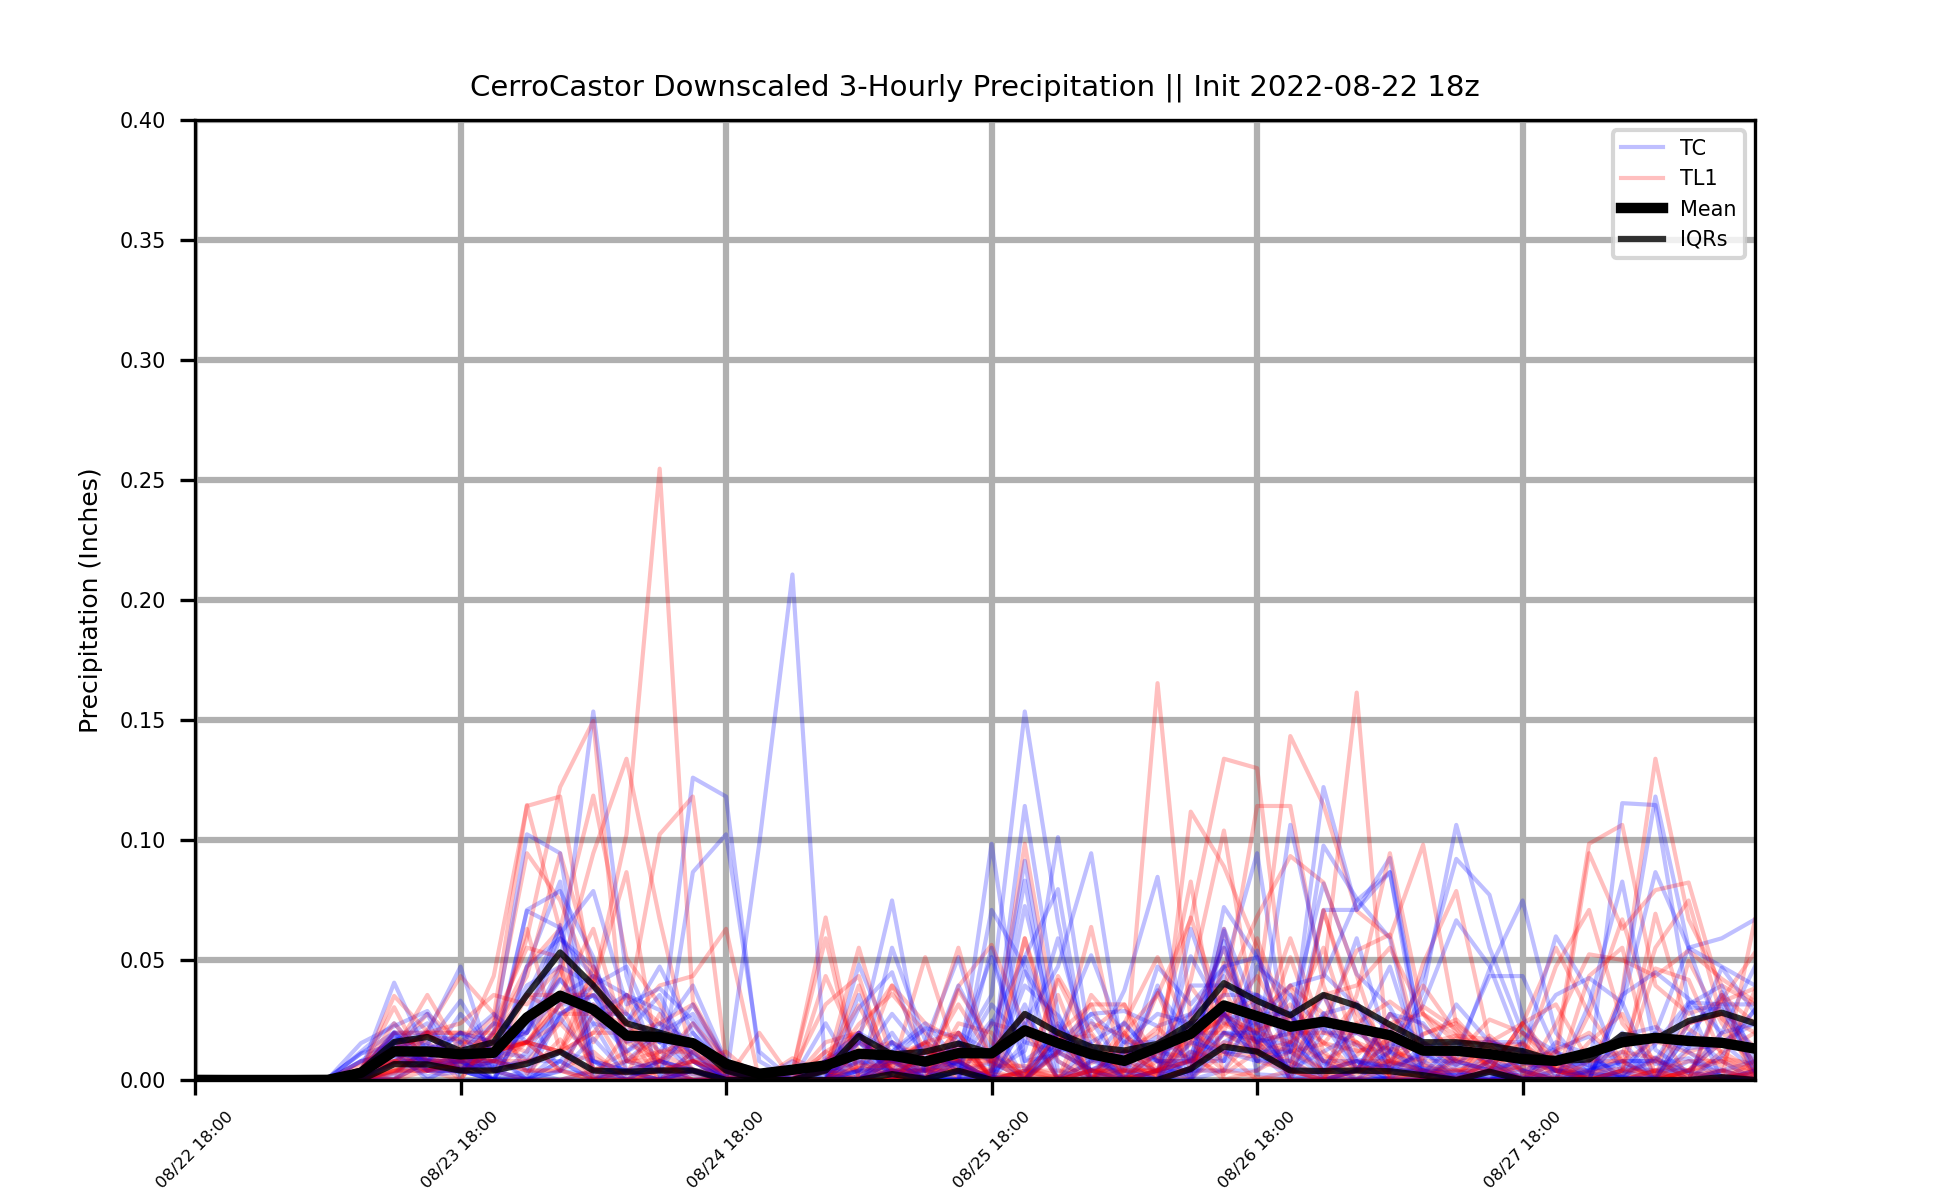 CerroCastor Downscaled 3-Hourly Precipitation || Init 2022-08-22 18z
TC
TL1
Mean
IQRs
Precipitation (Inches)
0.40
0.35
0.30
0.25
0.20
0.15
0.10
0.05
0.00
08/22 18:00
08/23 18:00
08/24 18:00
08/25 18:00
08/26 18:00
08/27 18:00